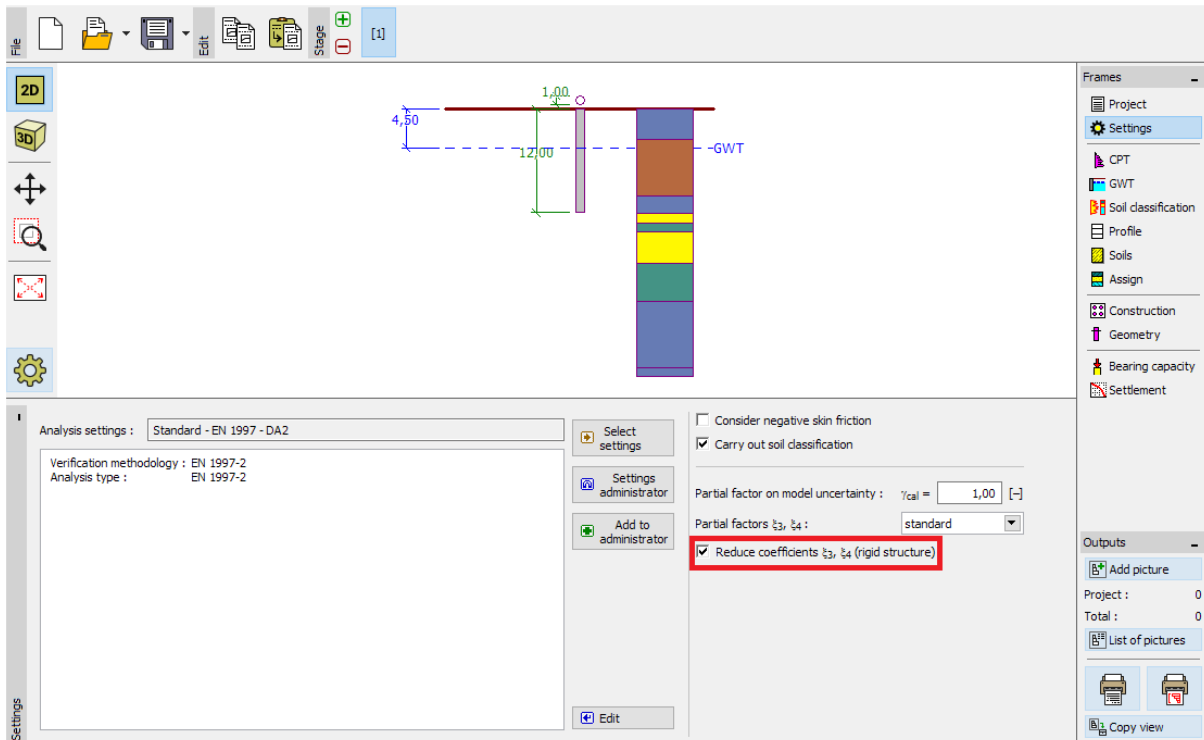 File
Edit
Stage
[1]
2D
3D
1,00
4,50
12,00
GWT
Frames
Project
Settings
CPT
GWT
Soil classification
Profile
Soils
Assign
Construction
Geometry
Bearing capacity
Settlement
Settings
Analysis settings : Standard - EN 1997 - DA2
Verification methodology : EN 1997-2
Analysis type : EN 1997-2
Select
settings
Settings
administrator
Add to
administrator
Edit
Consider negative skin friction
Carry out soil classification
Partial factor on model uncertainty : γcal = 1,00 [–]
Partial factors ξ3, ξ4 : standard
Reduce coefficients ξ3, ξ4 (rigid structure)
Outputs
Add picture
Project : 0
Total : 0
List of pictures
Copy view